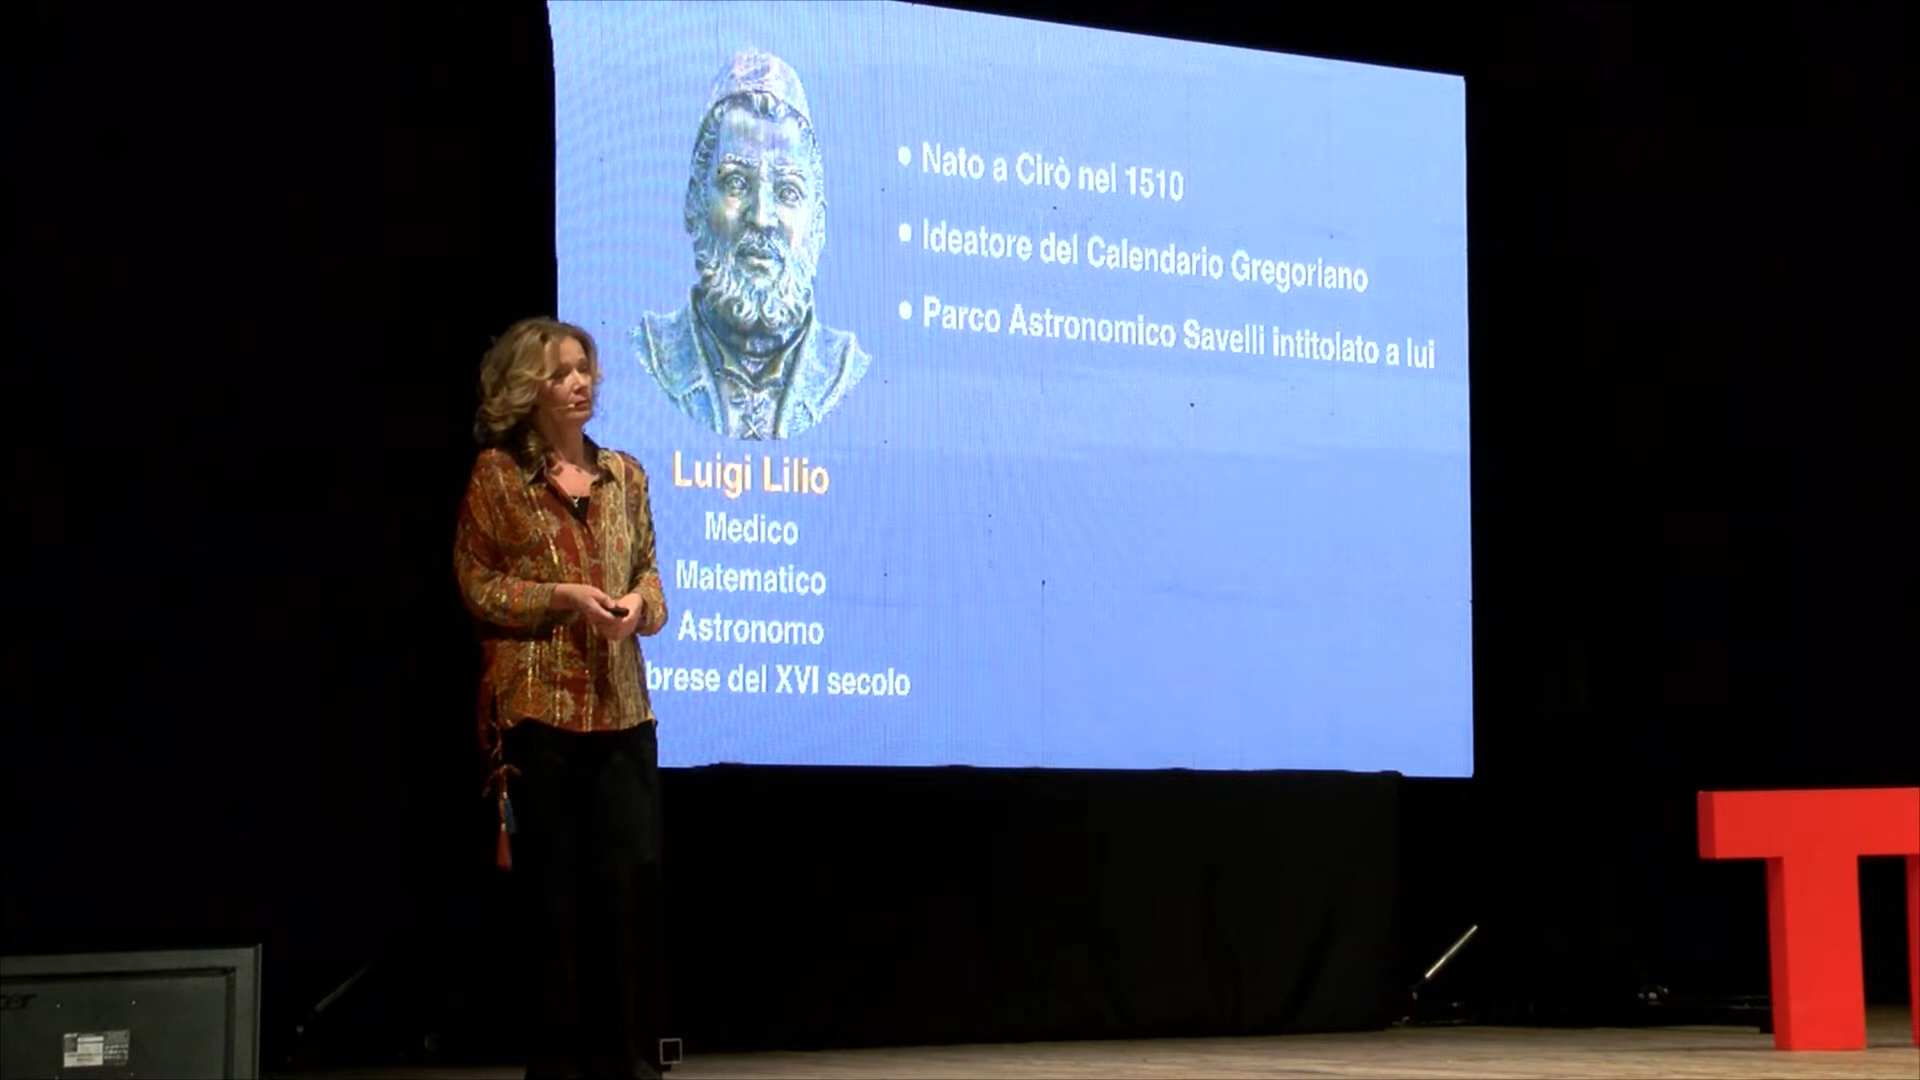 • Nato a Cirò nel 1510
• Ideatore del Calendario Gregoriano
• Parco Astronomico Savelli intitolato a lui
Luigi Lilio
Medico
Matematico
Astronomo
brese del XVI secolo